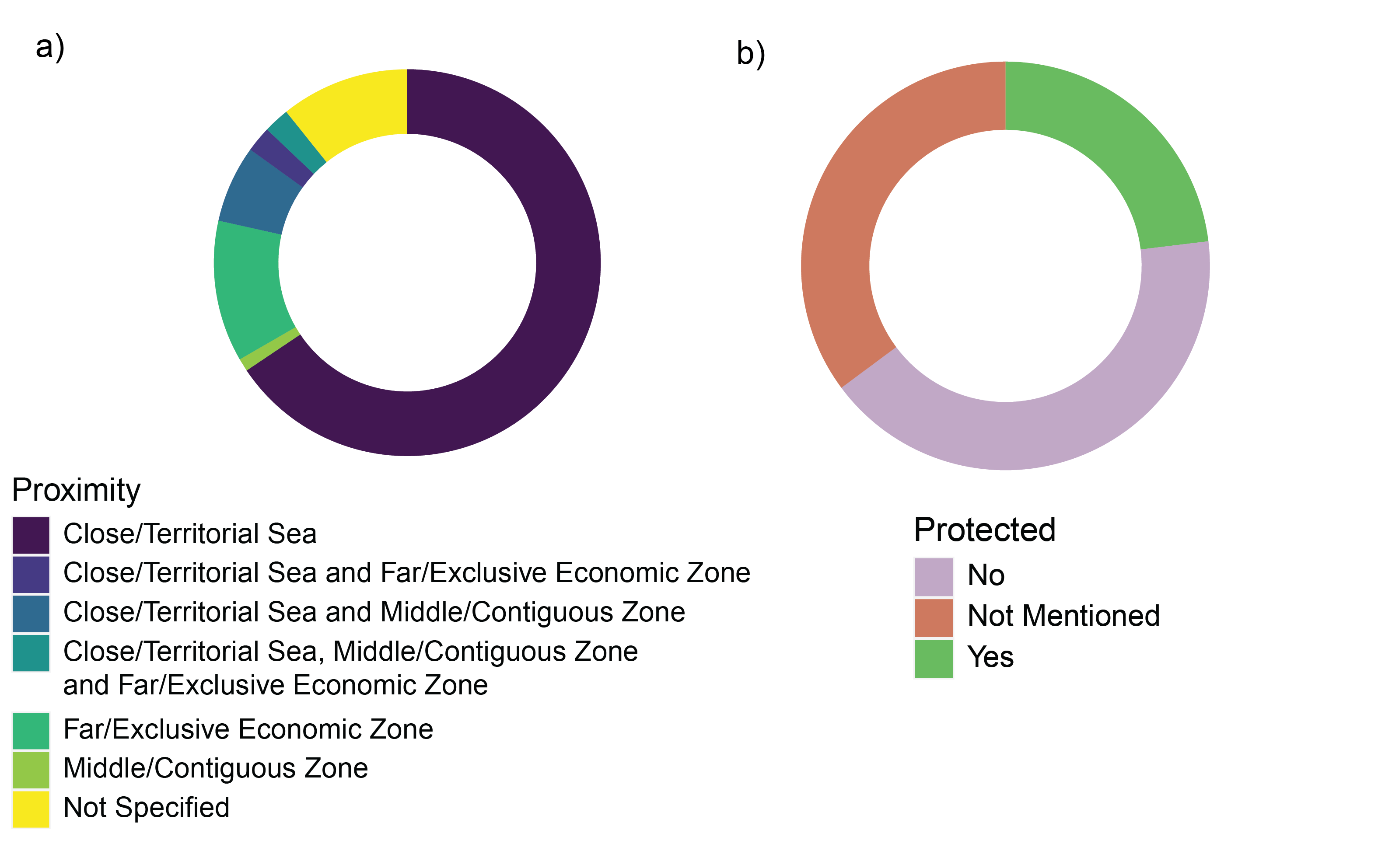 a)
b)
Proximity
Close/Territorial Sea
Close/Territorial Sea and Far/Exclusive Economic Zone
Close/Territorial Sea and Middle/Contiguous Zone
Close/Territorial Sea, Middle/Contiguous Zone
and Far/Exclusive Economic Zone
Far/Exclusive Economic Zone
Middle/Contiguous Zone
Not Specified
Protected
No
Not Mentioned
Yes